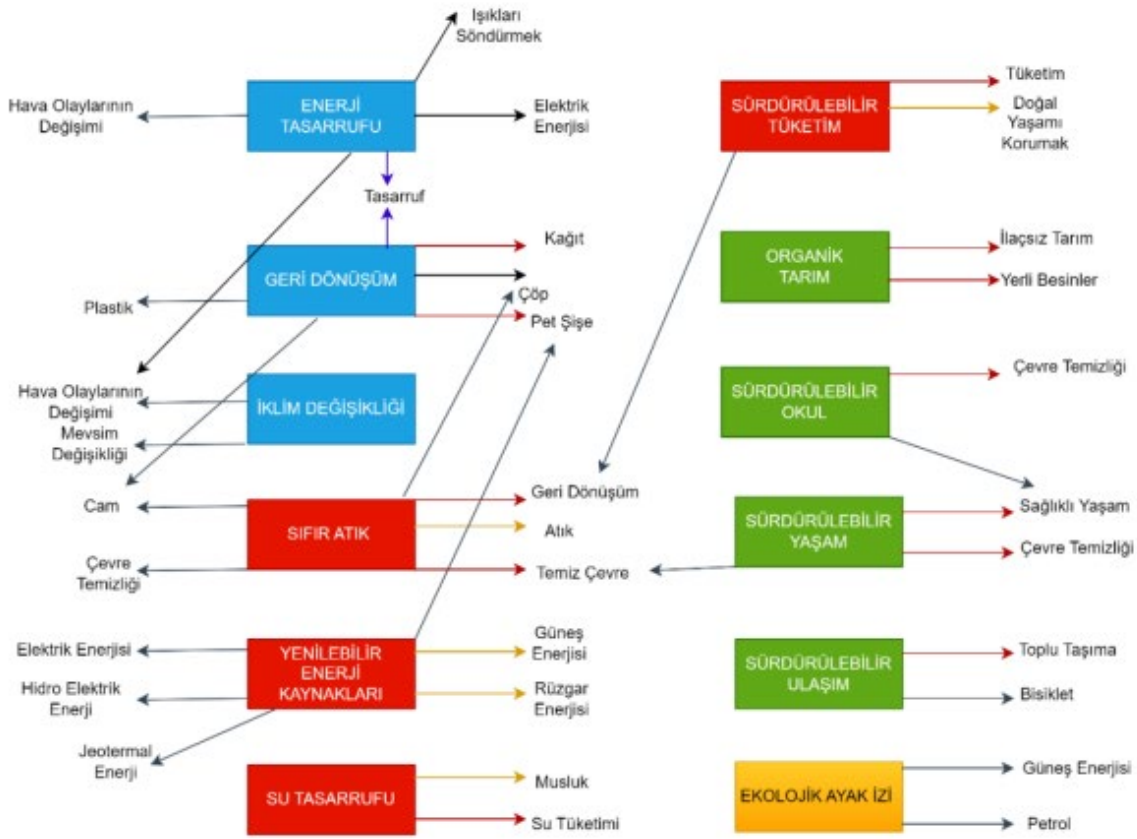 Işıkları
Söndürmek
Hava Olaylarının
Değişimi
ENERJİ
TASARRUFU
Elektrik
Enerjisi
Tasarruf
GERİ DÖNÜŞÜM
Kağıt
Çöp
Pet Şişe
Plastik
Hava Olaylarının
Değişimi
Mevsim
Değişikliği
İKLİM DEĞİŞİKLİĞİ
Cam
SIFIR ATIK
Geri Dönüşüm
Atık
Çevre
Temizliği
Temiz Çevre
Elektrik Enerjisi
Hidro Elektrik
Enerji
Jeotermal
Enerji
YENİLEBİLİR
ENERJİ
KAYNAKLARI
Güneş
Enerjisi
Rüzgar
Enerjisi
SU TASARRUFU
Musluk
Su Tüketimi
SÜRDÜRÜLEBİLİR
TÜKETİM
Tüketim
Doğal
Yaşamı
Korumak
ORGANİK
TARIM
İlaçsız Tarım
Yerli Besinler
SÜRDÜRÜLEBİLİR
OKUL
Çevre Temizliği
SÜRDÜRÜLEBİLİR
YAŞAM
Sağlıklı Yaşam
Çevre Temizliği
SÜRDÜRÜLEBİLİR
ULAŞIM
Toplu Taşıma
Bisiklet
EKOLOJİK AYAK İZİ
Güneş Enerjisi
Petrol